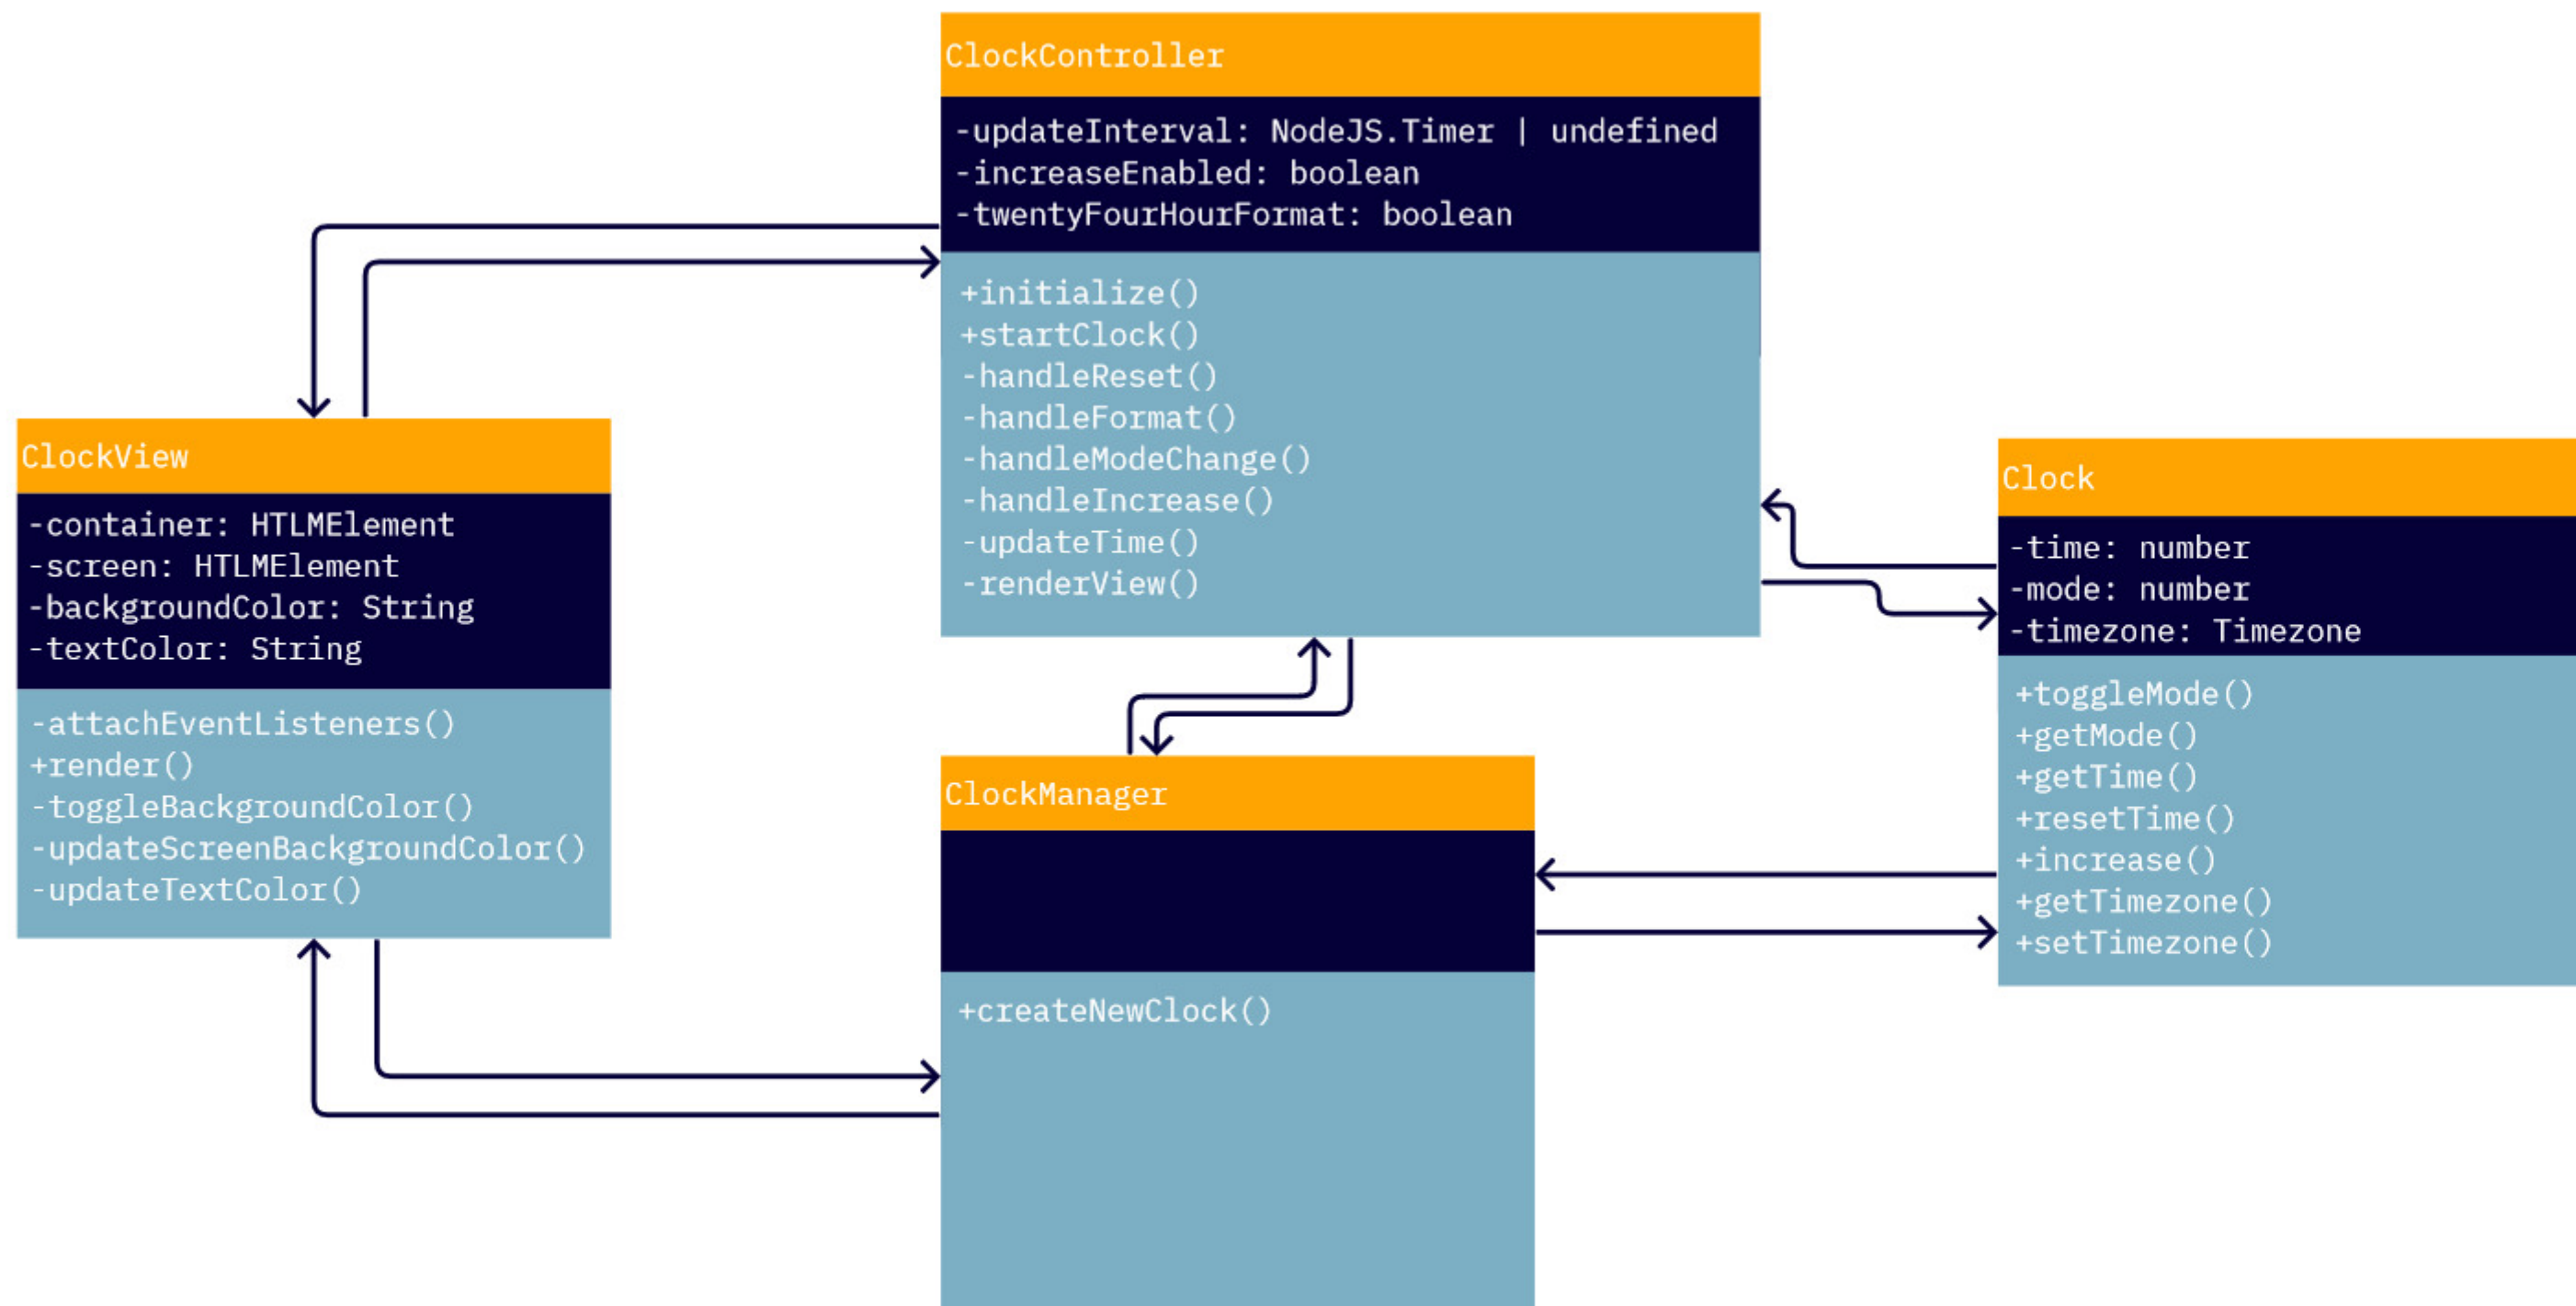 ClockController
-updateInterval: NodeJS.Timer | undefined
-increaseEnabled: boolean
-twentyFourHourFormat: boolean
+initialize()
+startClock()
-handleReset()
-handleFormat()
-handleModeChange()
-handleIncrease()
-updateTime()
-renderView()
ClockView
-container: HTLMElement
-screen: HTLMElement
-backgroundColor: String
-textColor: String
-attachEventListeners()
+render()
-toggleBackgroundColor()
-updateScreenBackgroundColor()
-updateTextColor()
Clock
-time: number
-mode: number
-timezone: Timezone
+toggleMode()
+getMode()
+getTime()
+resetTime()
+increase()
+getTimezone()
+setTimezone()
ClockManager
+createNewClock()